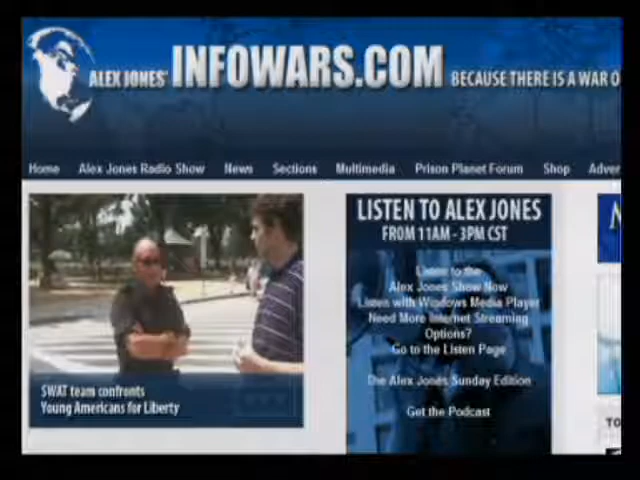 ALEX JONES' INFOWARS.COM BECAUSE THERE IS A WAR O
Home Alex Jones Radio Show News Sections Multimedia Prison Planet Forum Shop Adver
LISTEN TO ALEX JONES
FROM 11AM - 3PM CST
Listen to the
Alex Jones Show Now
Listen with Windows Media Player
Need More Internet Streaming
Options?
Go to the Listen Page
The Alex Jones Sunday Edition
Get the Podcast
SWAT team confronts
Young Americans for Liberty
TO